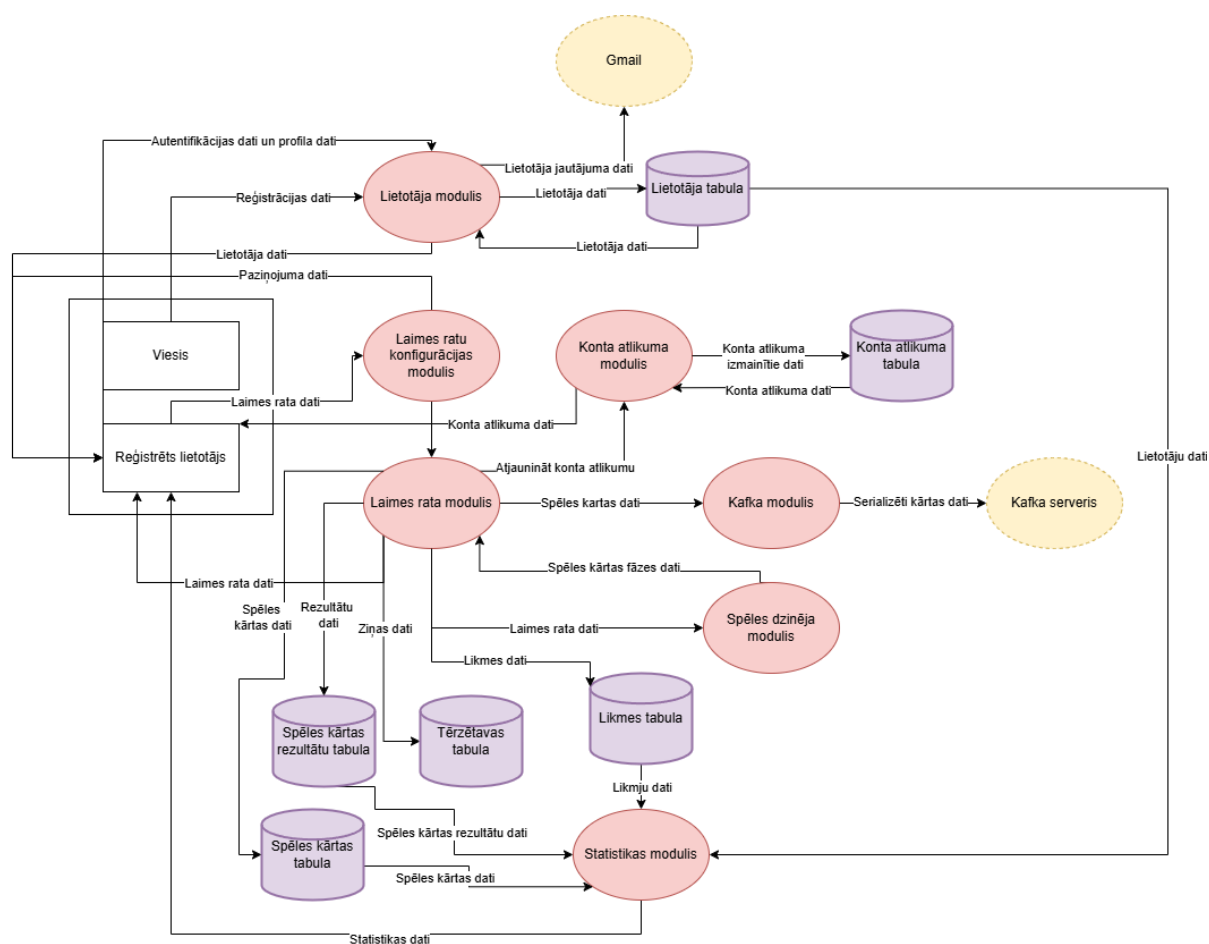 Gmail
Autentifikācijas dati un profila dati
Lietotāja jautājuma dati
Lietotāja modulis
Lietotāja dati
Lietotāja tabula
Reģistrācijas dati
Lietotāja dati
Lietotāja dati
Paziņojuma dati
Viesis
Laimes ratu
konfigurācijas
modulis
Konta atlikuma
modulis
Konta atlikuma
izmainītie dati
Konta atlikuma
tabula
Konta atlikuma dati
Laimes rata dati
Konta atlikuma dati
Reģistrēts lietotājs
Lietotāju dati
Atjaunināt konta atlikumu
Laimes rata modulis
Spēles kartas dati
Kafka modulis
Serializēti kārtas dati
Kafka serveris
Spēles kārtas fāzes dati
Laimes rata dati
Spēles
kārtas dati
Rezultātu
dati
Ziņas dati
Laimes rata dati
Spēles dzinēja
modulis
Likmes dati
Spēles kārtas
rezultātu tabula
Tērzētavas
tabula
Likmes tabula
Likmju dati
Spēles kārtas rezultātu dati
Spēles kārtas
tabula
Statistikas modulis
Spēles kārtas dati
Statistikas dati